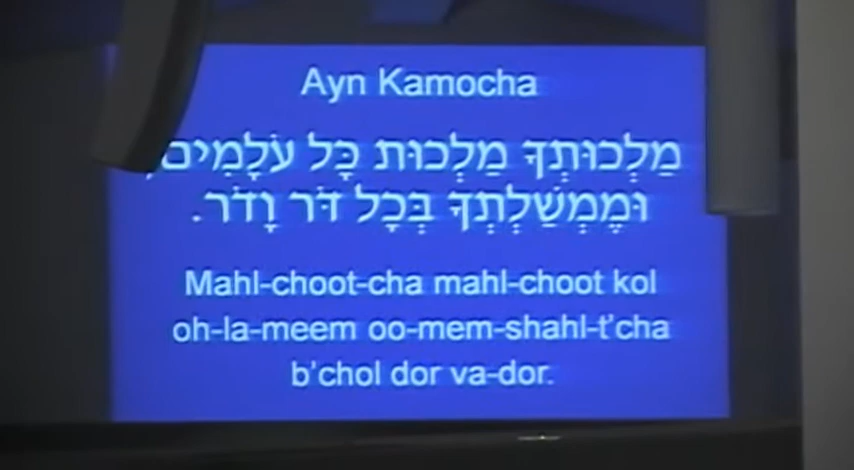 Ayn Kamocha
מַלְכוּתְךָ מַלְכוּת כָּל עֹלָמִים,
וּמֶמְשַׁלְתְּךָ בְּכָל דֹּר וָדֹר.
Mahl-choot-cha mahl-choot kol
oh-la-meem oo-mem-shahl-t'cha
b'chol dor va-dor.